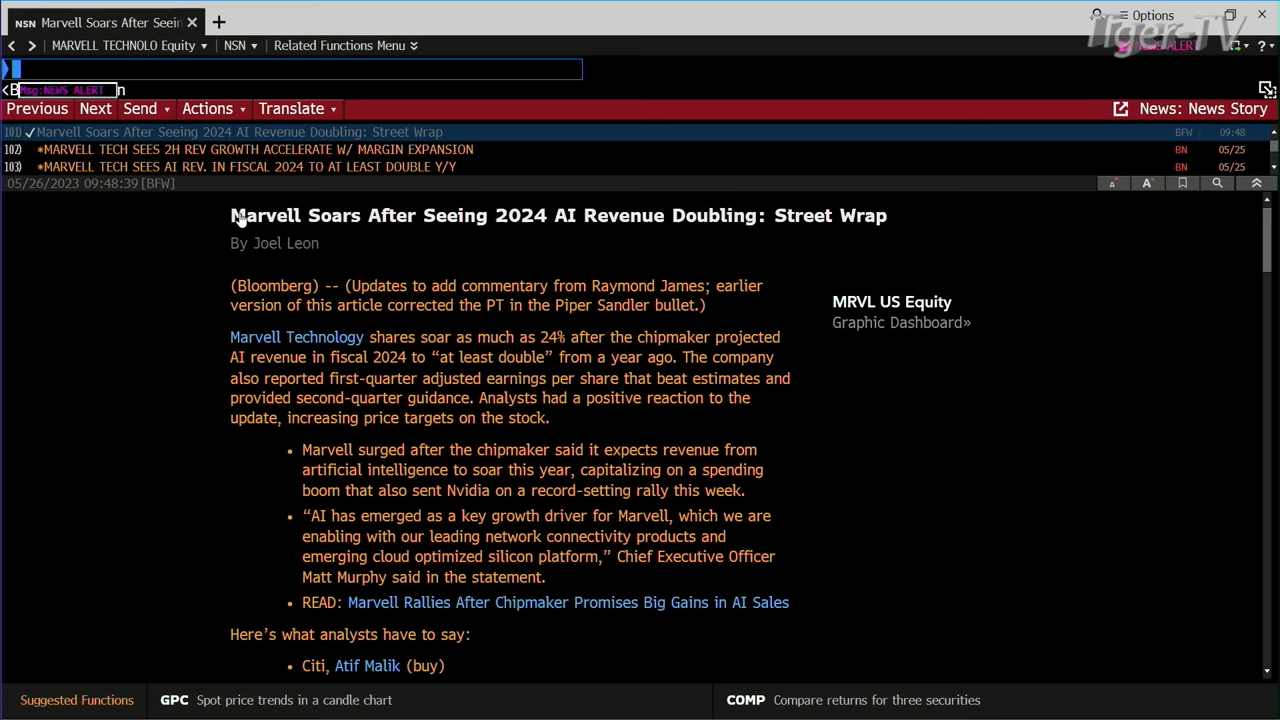 NSN Marvell Soars After Seein
Options
MARVELL TECHNOLO Equity NSN Related Functions Menu
Tiger-TV
NEWS ALERT
Msg:NEWS ALERT
Previous Next Send Actions Translate News: News Story
101) Marvell Soars After Seeing 2024 AI Revenue Doubling: Street Wrap BFW 09:48
102) *MARVELL TECH SEES 2H REV GROWTH ACCELERATE W/ MARGIN EXPANSION BN 05/25
103) *MARVELL TECH SEES AI REV. IN FISCAL 2024 TO AT LEAST DOUBLE Y/Y BN 05/25
05/26/2023 09:48:39[BFW]
Marvell Soars After Seeing 2024 AI Revenue Doubling: Street Wrap
By Joel Leon
(Bloomberg) -- (Updates to add commentary from Raymond James; earlier
version of this article corrected the PT in the Piper Sandler bullet.)
MRVL US Equity
Graphic Dashboard»
Marvell Technology shares soar as much as 24% after the chipmaker projected
AI revenue in fiscal 2024 to “at least double” from a year ago. The company
also reported first-quarter adjusted earnings per share that beat estimates and
provided second-quarter guidance. Analysts had a positive reaction to the
update, increasing price targets on the stock.
• Marvell surged after the chipmaker said it expects revenue from
artificial intelligence to soar this year, capitalizing on a spending
boom that also sent Nvidia on a record-setting rally this week.
• “AI has emerged as a key growth driver for Marvell, which we are
enabling with our leading network connectivity products and
emerging cloud optimized silicon platform,” Chief Executive Officer
Matt Murphy said in the statement.
• READ: Marvell Rallies After Chipmaker Promises Big Gains in AI Sales
Here’s what analysts have to say:
• Citi, Atif Malik (buy)
Suggested Functions GPC Spot price trends in a candle chart COMP Compare returns for three securities